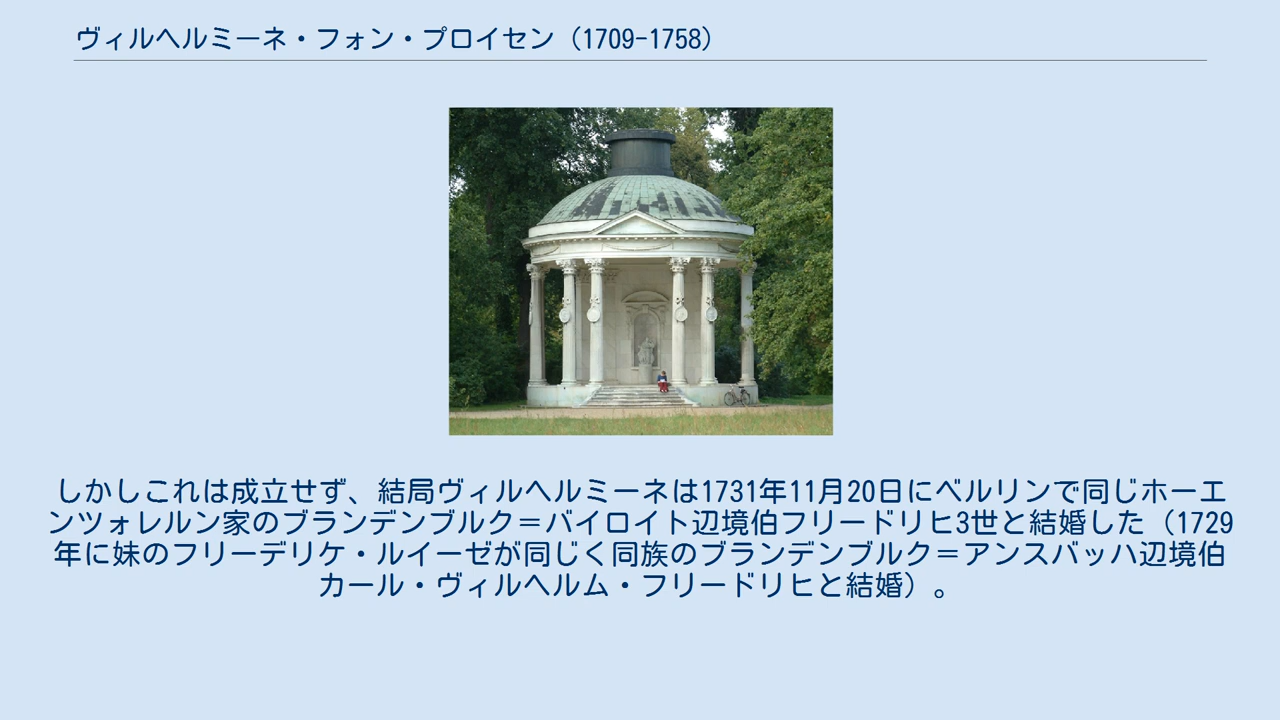 ヴィルヘルミーネ・フォン・プロイセン（1709-1758）
しかしこれは成立せず、結局ヴィルヘルミーネは1731年11月20日にベルリンで同じホーエ
ンツォレルン家のブランデンブルク＝バイロイト辺境伯フリードリヒ3世と結婚した（1729
年に妹のフリーデリケ・ルイーゼが同じく同族のブランデンブルク＝アンスバッハ辺境伯
カール・ヴィルヘルム・フリードリヒと結婚）。